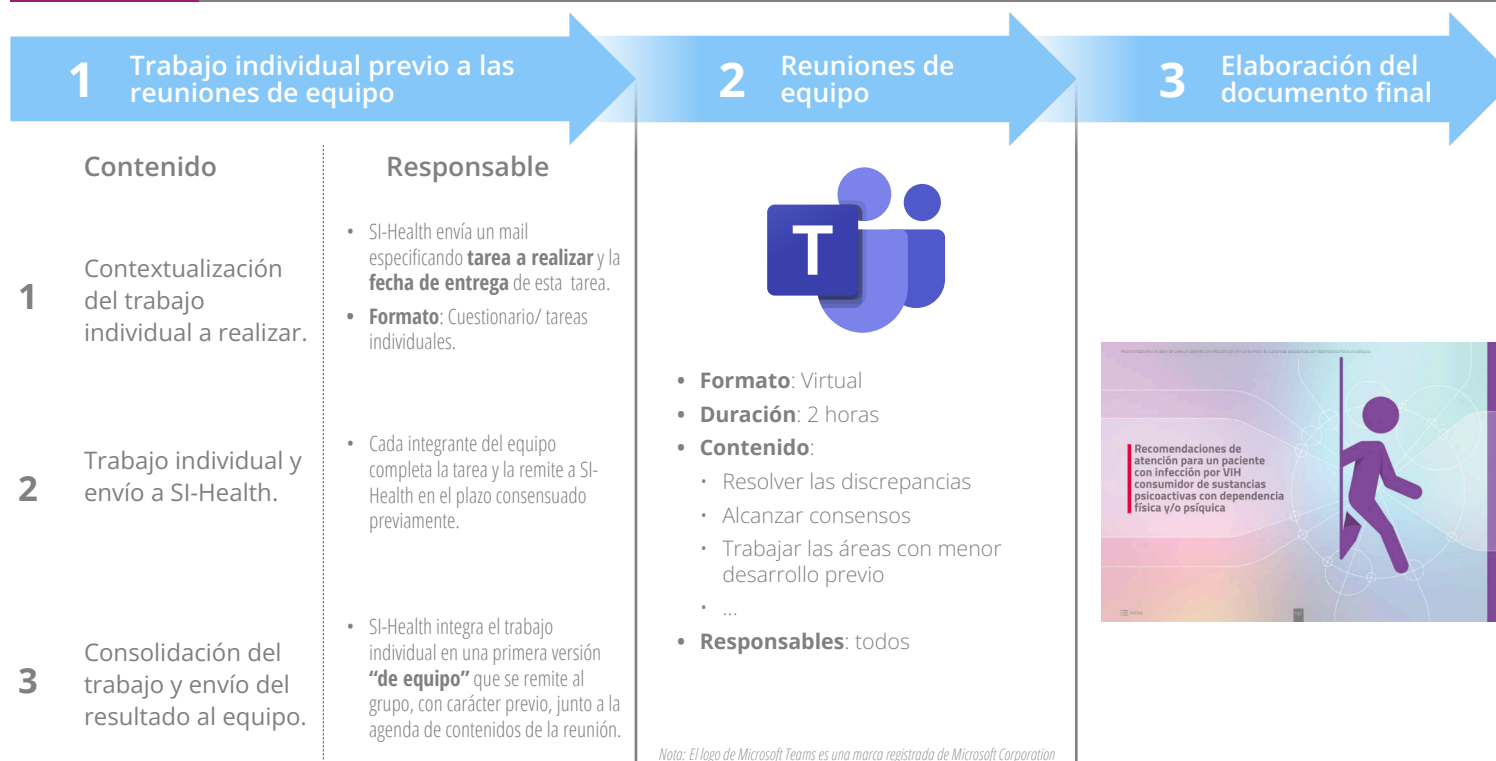 1
Trabajo individual previo a las
reuniones de equipo
2
Reuniones de
equipo
3
Elaboración del
documento final
Contenido
Responsable
1
Contextualización
del trabajo
individual a realizar.
• SI-Health envía un mail
especificando tarea a realizar y la
fecha de entrega de esta tarea.
• Formato: Cuestionario/ tareas
individuales.
2
Trabajo individual y
envío a SI-Health.
• Cada integrante del equipo
completa la tarea y la remite a SI-
Health en el plazo consensuado
previamente.
3
Consolidación del
trabajo y envío del
resultado al equipo.
• SI-Health integra el trabajo
individual en una primera versión
“de equipo” que se remite al
grupo, con carácter previo, junto a la
agenda de contenidos de la reunión.
T
• Formato: Virtual
• Duración: 2 horas
• Contenido:
• Resolver las discrepancias
• Alcanzar consensos
• Trabajar las áreas con menor
desarrollo previo
• ...
• Responsables: todos
Nota: El logo de Microsoft Teams es una marca registrada de Microsoft Corporation
Recomendaciones de
atención para un paciente
con infección por VIH
consumidor de sustancias
psicoactivas con dependencia
física y/o psíquica